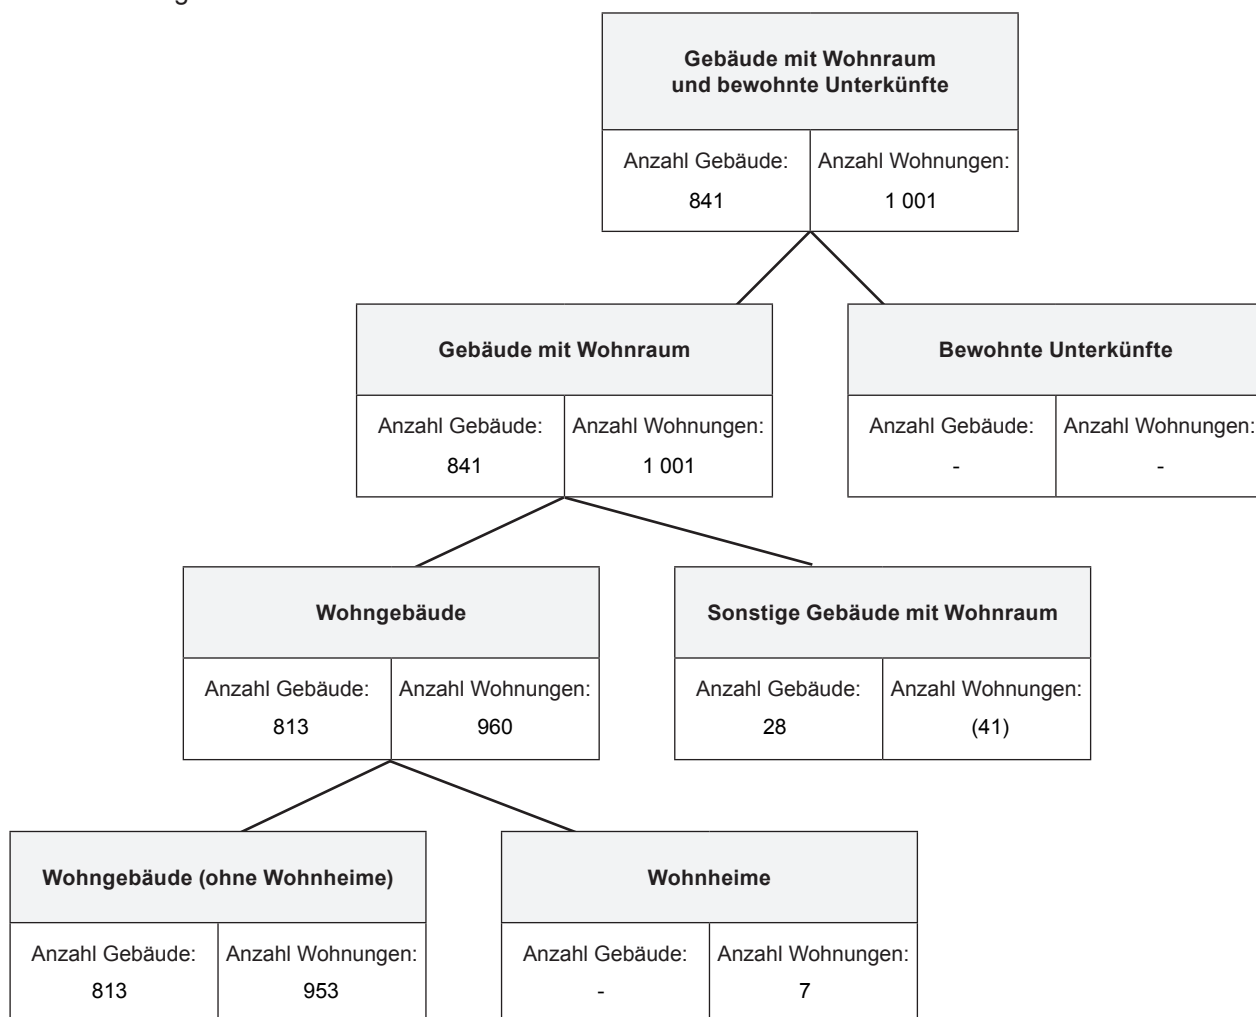 Gebäude mit Wohnraum
und bewohnte Unterkünfte
Anzahl Gebäude: Anzahl Wohnungen:
841 1 001
Gebäude mit Wohnraum
Anzahl Gebäude: Anzahl Wohnungen:
841 1 001
Bewohnte Unterkünfte
Anzahl Gebäude: Anzahl Wohnungen:
- -
Wohngebäude
Anzahl Gebäude: Anzahl Wohnungen:
813 960
Sonstige Gebäude mit Wohnraum
Anzahl Gebäude: Anzahl Wohnungen:
28 (41)
Wohngebäude (ohne Wohnheime)
Anzahl Gebäude: Anzahl Wohnungen:
813 953
Wohnheime
Anzahl Gebäude: Anzahl Wohnungen:
- 7